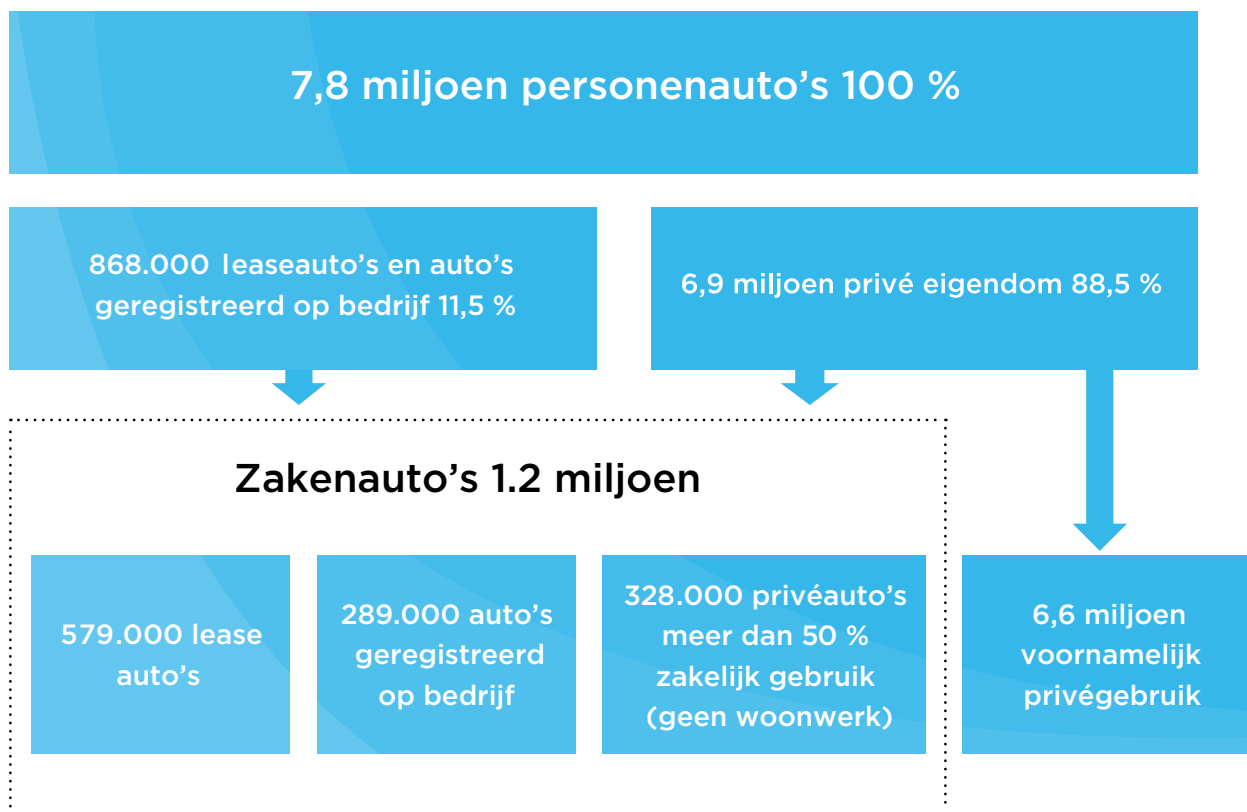 7,8 miljoen personenauto’s 100 %
868.000 leaseauto’s en auto’s
geregistreerd op bedrijf 11,5 %
6,9 miljoen privé eigendom 88,5 %
Zakenauto’s 1.2 miljoen
579.000 lease
auto’s
289.000 auto’s
geregistreerd
op bedrijf
328.000 privéauto’s
meer dan 50 %
zakelijk gebruik
(geen woonwerk)
6,6 miljoen
voornamelijk
privégebruik